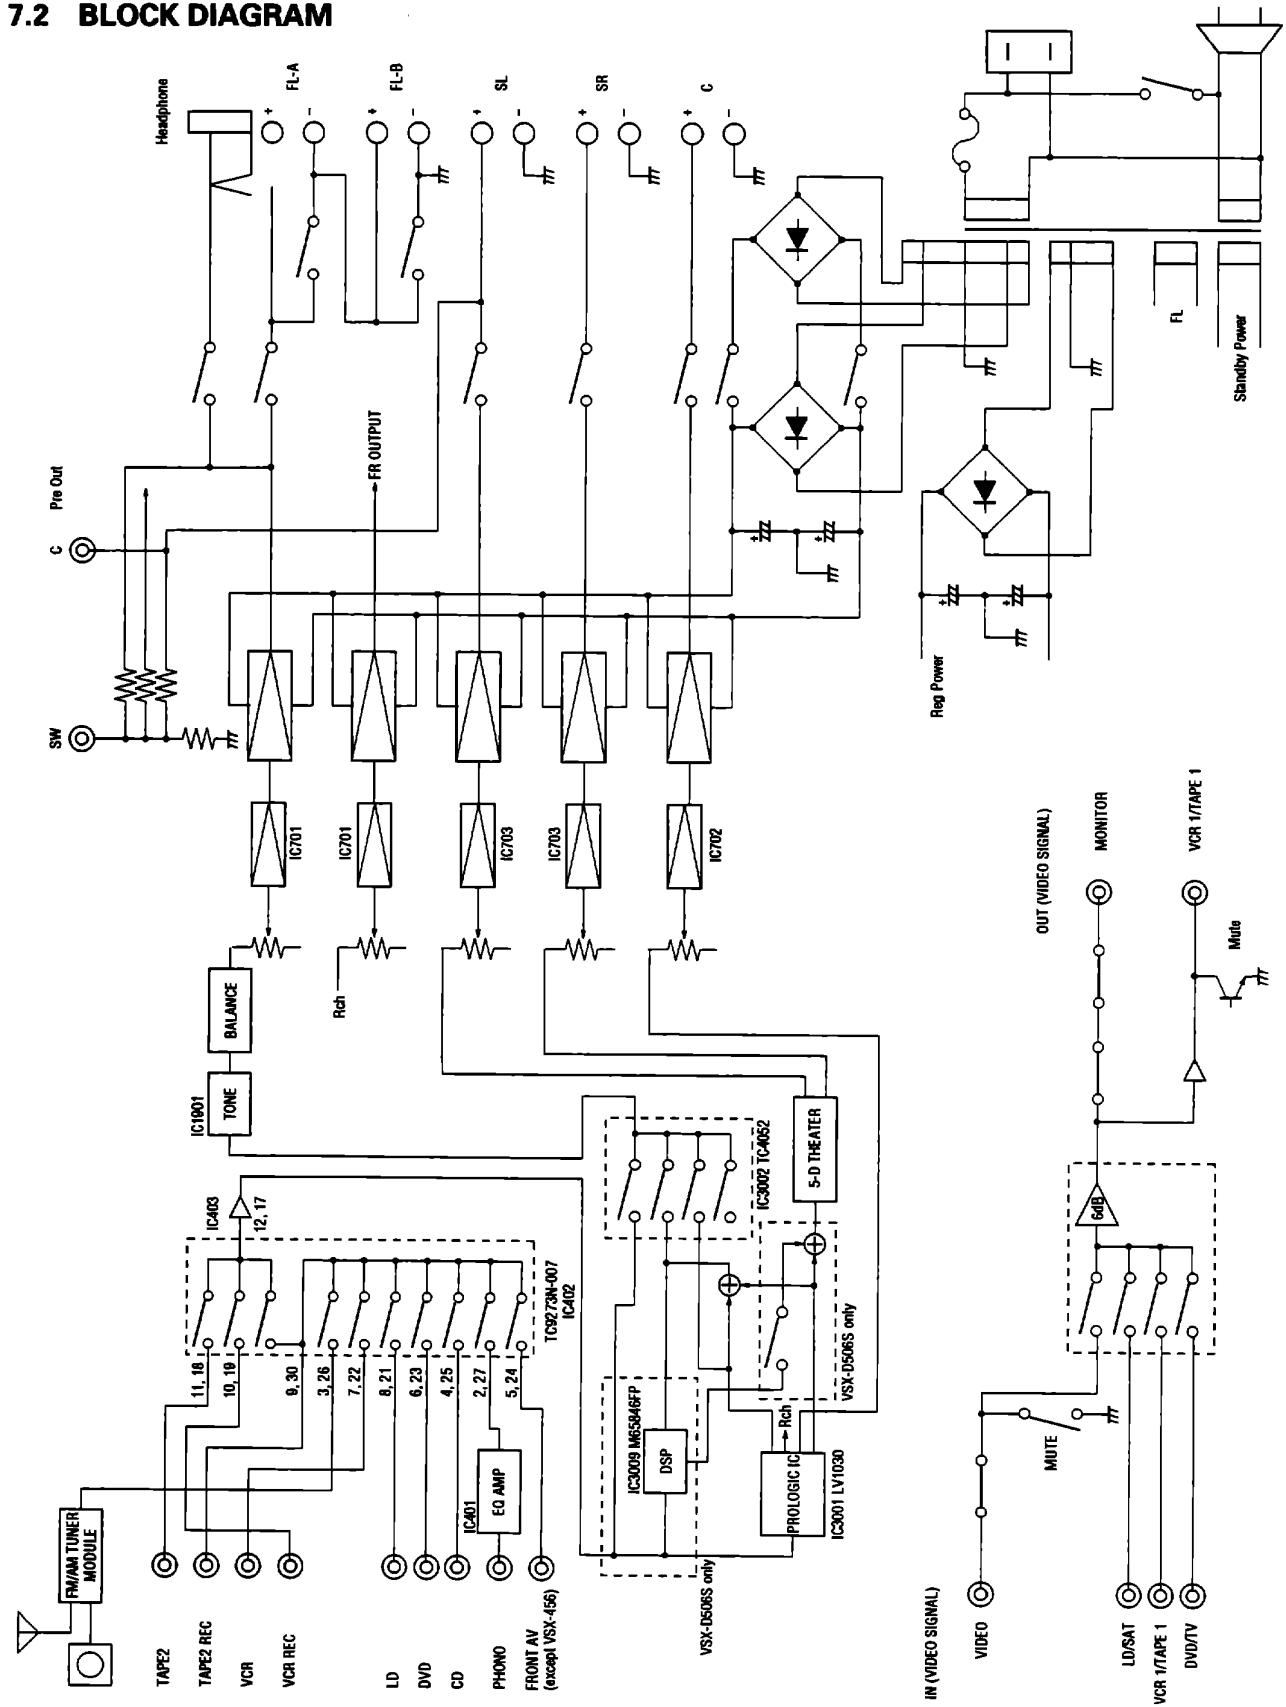 7.2 BLOCK DIAGRAM
Headphone
FL-A
FL-B
SL
SR
C
+
-
+
-
+
-
+
-
+
-
Pre Out
C
SW
FR OUTPUT
FL
Standby Power
Reg Power
+
+
+
+
IC701
IC701
IC703
IC703
IC702
Rch
BALANCE
TONE
IC1901
IC403
12, 17
TC9273N-007
IC402
11, 18
10, 19
9, 30
3, 26
7, 22
8, 21
6, 23
4, 25
2, 27
5, 24
IC401
EQ AMP
FM/AM TUNER
MODULE
TAPE2
TAPE2 REC
VCR
VCR REC
LD
DVD
CD
PHONO
FRONT AV
(except VSX-456)
IC3002 TC4052
5-D THEATER
VSX-D506S only
IC3009 M65846FP
DSP
VSX-D506S only
Rch
PROLOGIC IC
IC3001 LV1030
OUT (VIDEO SIGNAL)
MONITOR
VCR 1/TAPE 1
Mute
6dB
MUTE
IN (VIDEO SIGNAL)
VIDEO
LD/SAT
VCR 1/TAPE 1
DVD/TV